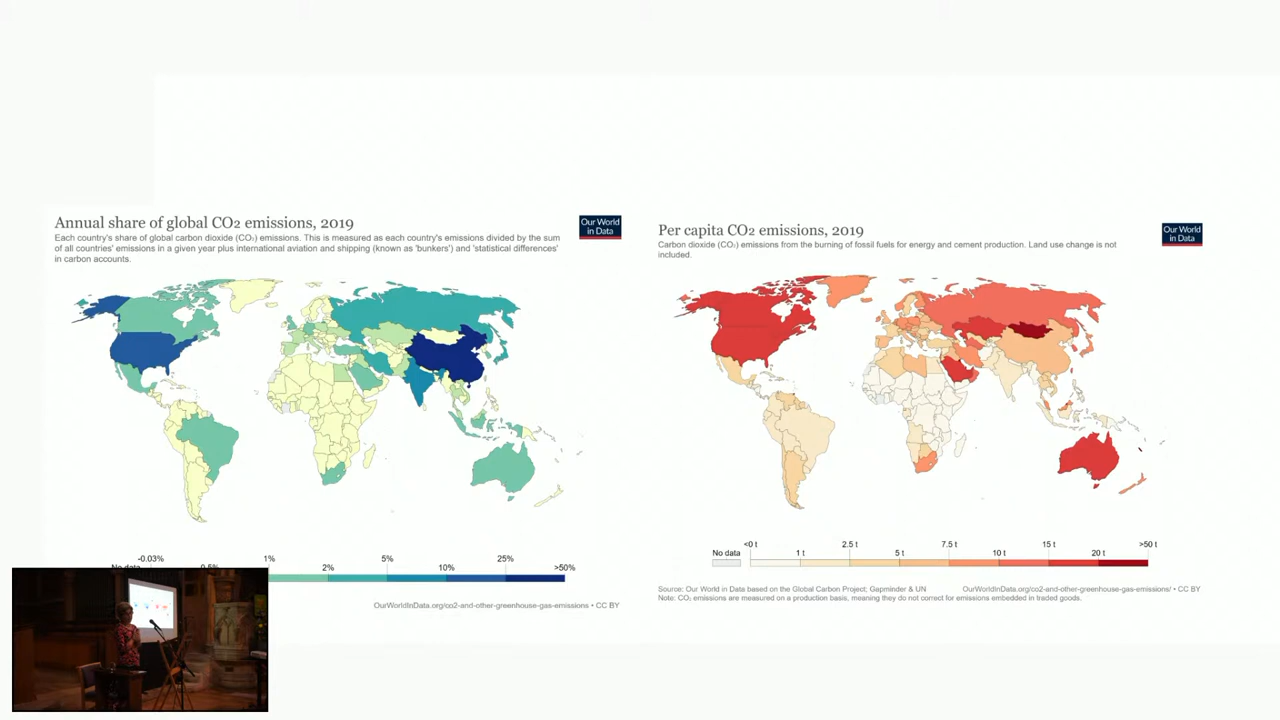 Annual share of global CO2 emissions, 2019
Our World
in Data
Each country's share of global carbon dioxide (CO₂) emissions. This is measured as each country's emissions divided by the sum
of all countries' emissions in a given year plus international aviation and shipping (known as 'bunkers') and 'statistical differences'
in carbon accounts.
-0.03%
1%
5%
25%
No data
0.5%
2%
10%
>50%
OurWorldInData.org/co2-and-other-greenhouse-gas-emissions • CC BY
Per capita CO2 emissions, 2019
Our World
in Data
Carbon dioxide (CO₂) emissions from the burning of fossil fuels for energy and cement production. Land use change is not
included.
<0 t
2.5 t
7.5 t
15 t
>50 t
No data
1 t
5 t
10 t
20 t
Source: Our World in Data based on the Global Carbon Project; Gapminder & UN
OurWorldInData.org/co2-and-other-greenhouse-gas-emissions/ • CC BY
Note: CO₂ emissions are measured on a production basis, meaning they do not correct for emissions embedded in traded goods.